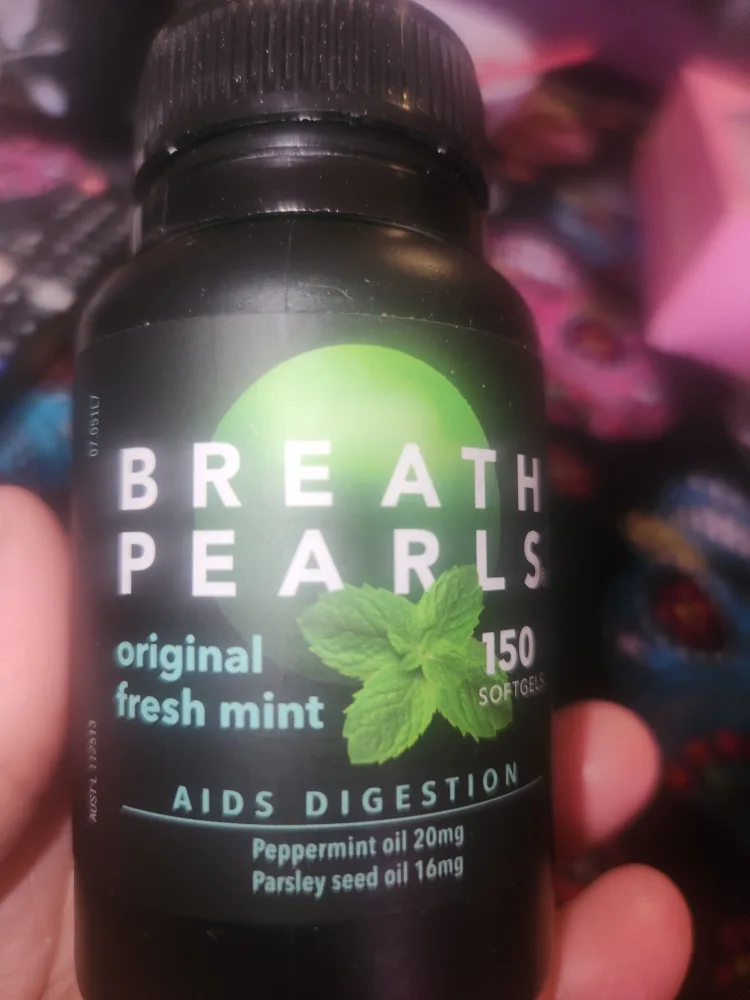 BREATH
PEARLS
original
fresh mint
150
SOFTGELS
AIDS DIGESTION
Peppermint oil 20mg
Parsley seed oil 16mg